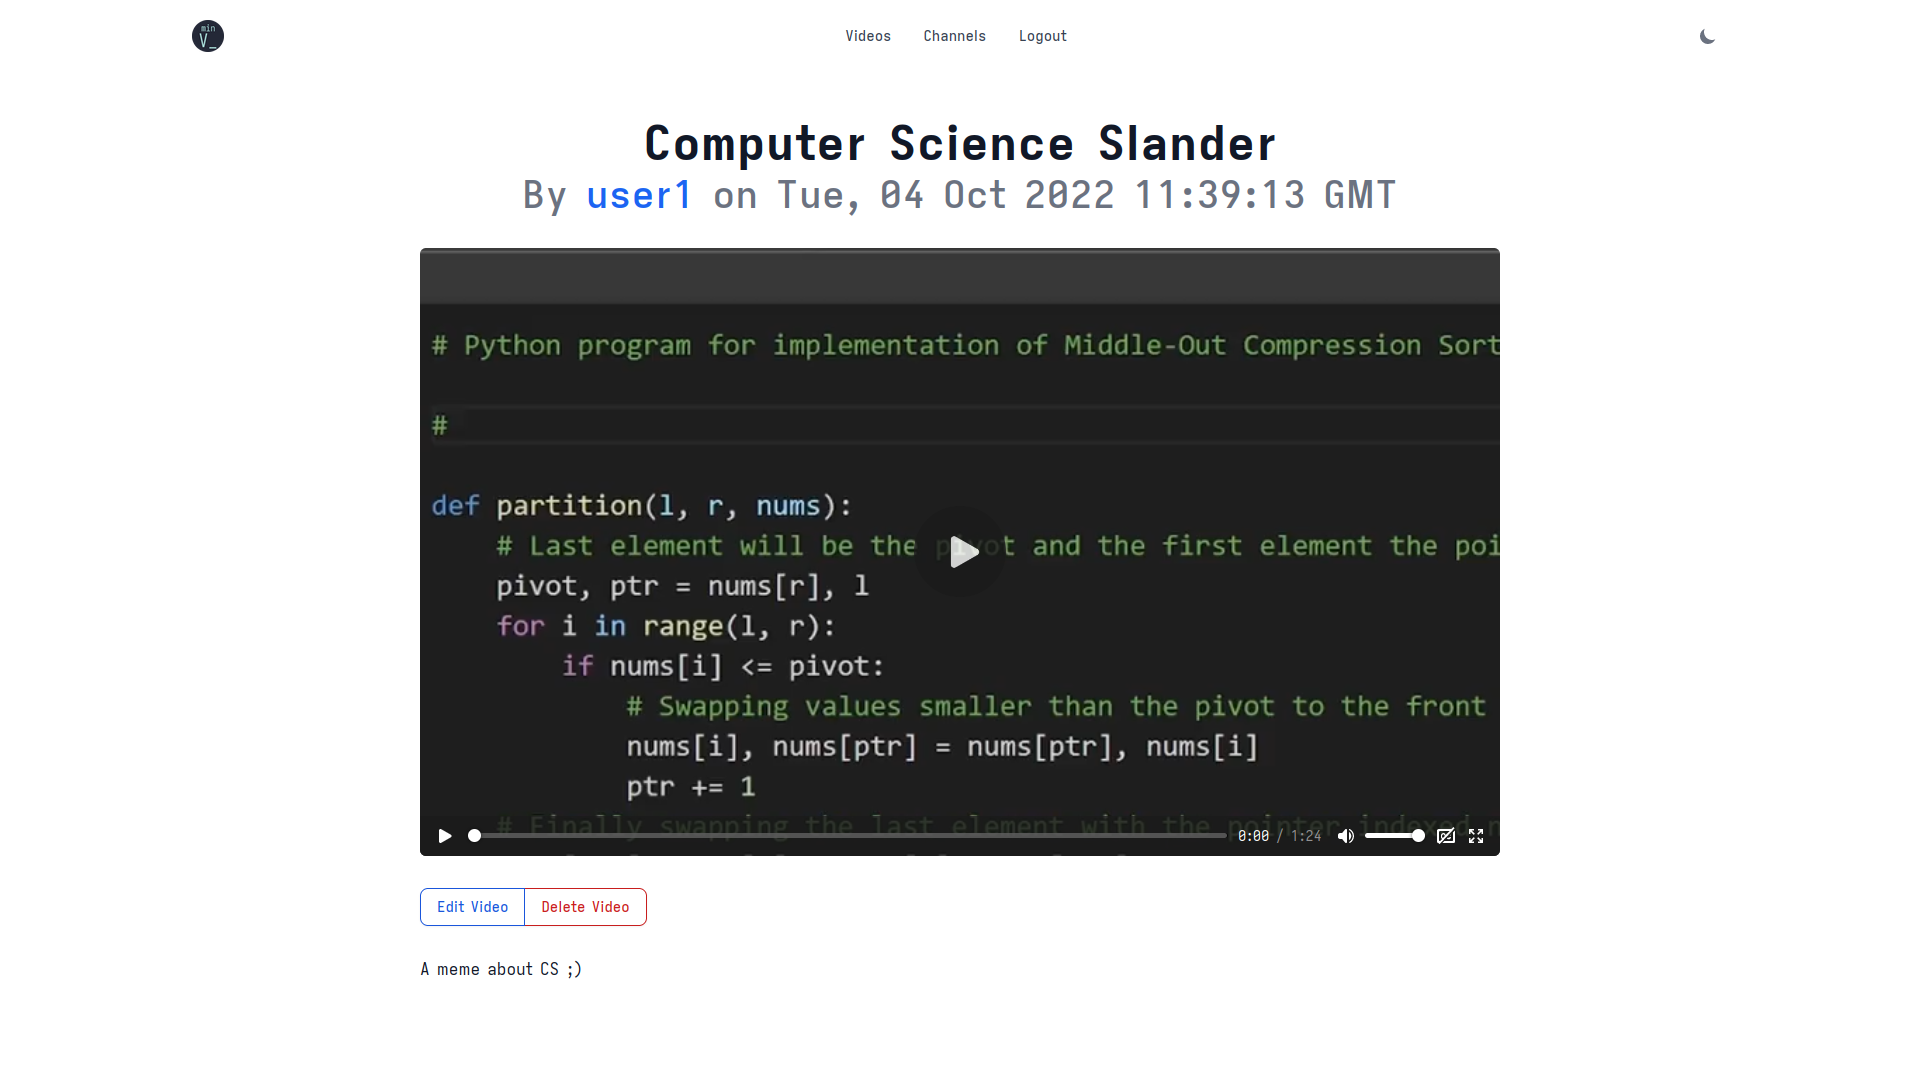 min
V_
Videos Channels Logout
Computer Science Slander
By user1 on Tue, 04 Oct 2022 11:39:13 GMT
# Python program for implementation of Middle-Out Compression Sort
#
def partition(l, r, nums):
# Last element will be the pivot and the first element the poi
pivot, ptr = nums[r], l
for i in range(l, r):
if nums[i] <= pivot:
# Swapping values smaller than the pivot to the front
nums[i], nums[ptr] = nums[ptr], nums[i]
ptr += 1
# Finally swapping the last element with the pointer indexed n
0:00 / 1:24
Edit Video Delete Video
A meme about CS ;)